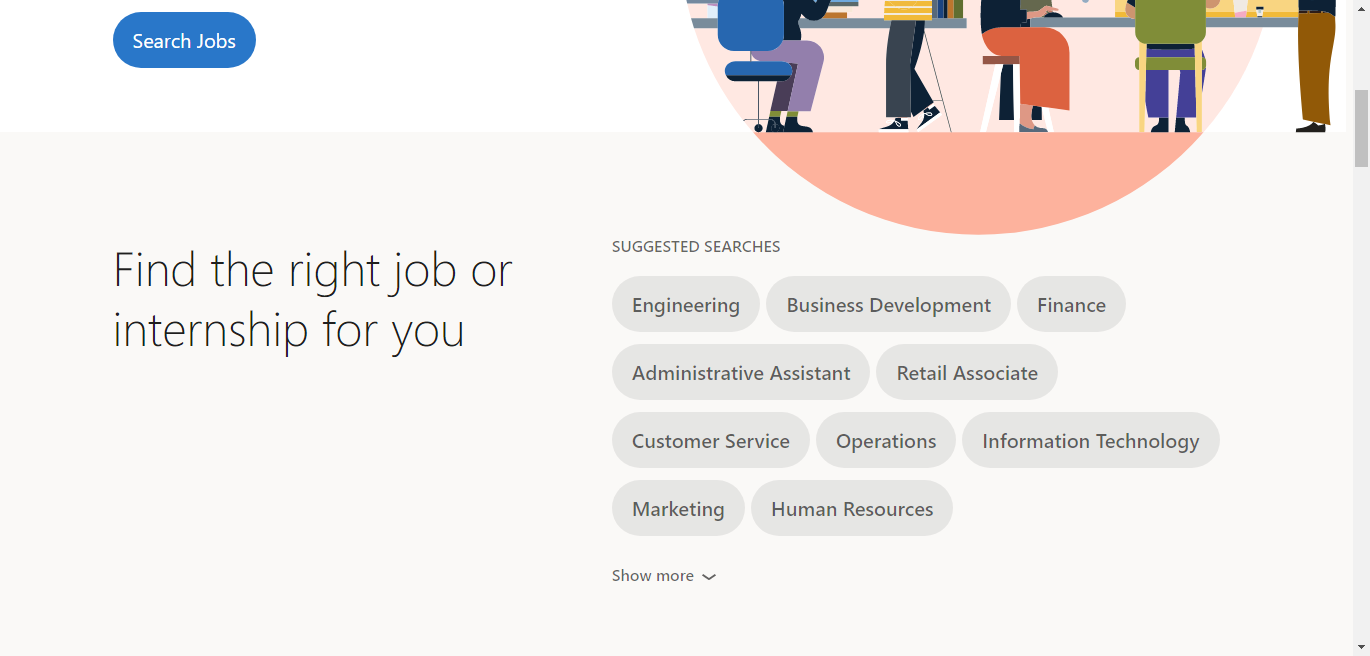 Search Jobs
Find the right job or
internship for you
SUGGESTED SEARCHES
Engineering
Business Development
Finance
Administrative Assistant
Retail Associate
Customer Service
Operations
Information Technology
Marketing
Human Resources
Show more